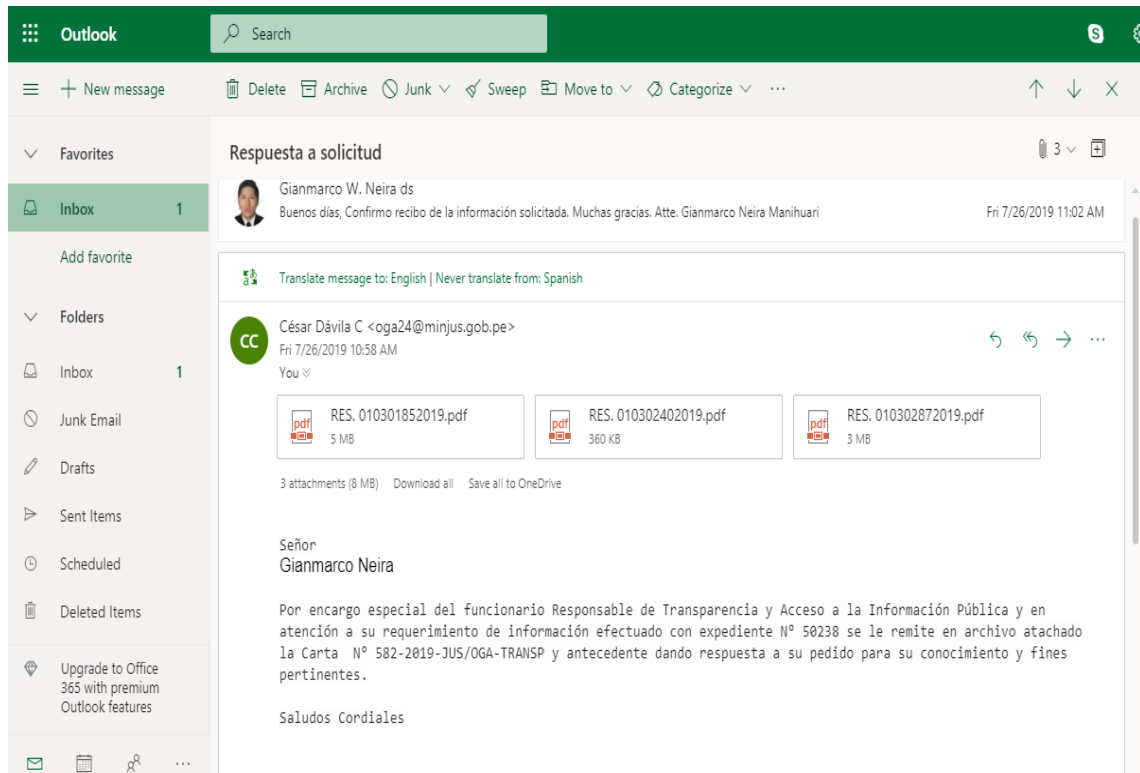 Outlook
Search
S
New message
Delete
Archive
Junk
Sweep
Move to
Categorize
Favorites
Respuesta a solicitud
3
Inbox 1
Gianmarco W. Neira ds
Buenos días, Confirmo recibo de la información solicitada. Muchas gracias. Atte. Gianmarco Neira Manihuari
Fri 7/26/2019 11:02 AM
Add favorite
Translate message to: English | Never translate from: Spanish
Folders
CC
César Dávila C <oga24@minjus.gob.pe>
Fri 7/26/2019 10:58 AM
You
Inbox 1
Junk Email
Drafts
Sent Items
Scheduled
Deleted Items
Upgrade to Office
365 with premium
Outlook features
pdf
RES. 010301852019.pdf
5 MB
pdf
RES. 010302402019.pdf
360 KB
pdf
RES. 010302872019.pdf
3 MB
3 attachments (8 MB) Download all Save all to OneDrive
Señor
Gianmarco Neira
Por encargo especial del funcionario Responsable de Transparencia y Acceso a la Información Pública y en
atención a su requerimiento de información efectuado con expediente Nº 50238 se le remite en archivo atachado
la Carta Nº 582-2019-JUS/OGA-TRANSP y antecedente dando respuesta a su pedido para su conocimiento y fines
pertinentes.
Saludos Cordiales